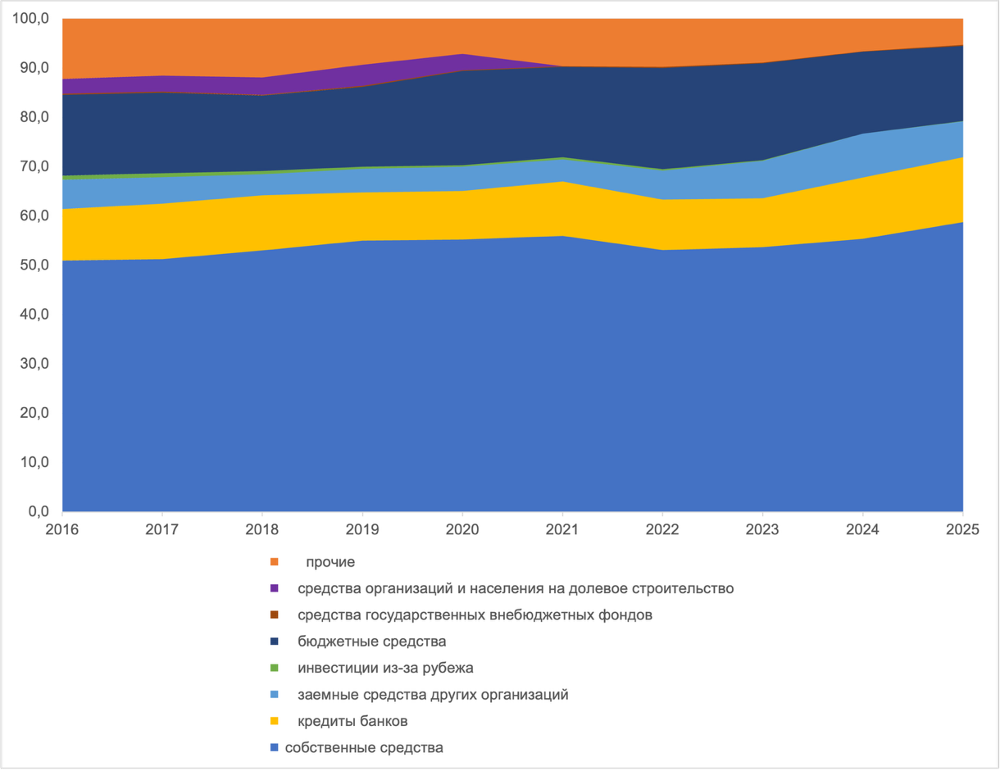 100,0
90,0
80,0
70,0
60,0
50,0
40,0
30,0
20,0
10,0
0,0
2016 2017 2018 2019 2020 2021 2022 2023 2024 2025
прочие
средства организаций и населения на долевое строительство
средства государственных внебюджетных фондов
бюджетные средства
инвестиции из-за рубежа
заемные средства других организаций
кредиты банков
собственные средства